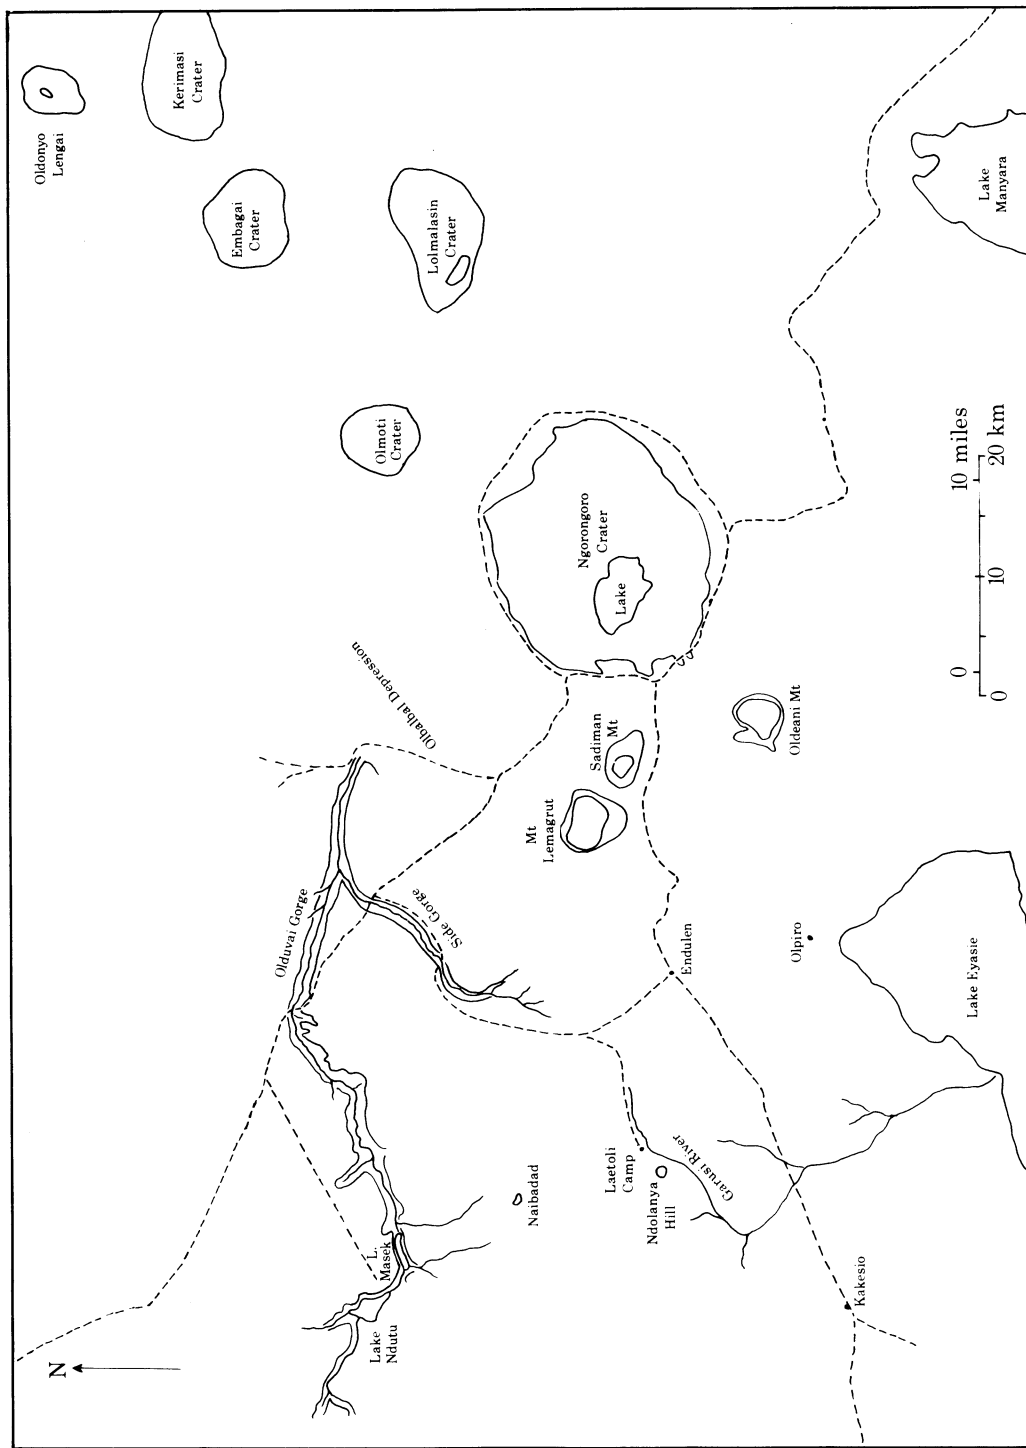 Oldonyo
Lengai
Kerimasi
Crater
Embagai
Crater
Lolmalasin
Crater
Olmoti
Crater
Ngorongoro
Crater
Lake
Lake
Manyara
Olbalbal Depression
Olduvai Gorge
Side Gorge
Sadiman
Mt
Mt
Lemagrut
Oldeani Mt
Endulen
Olpiro
Lake Eyasie
Laetoli
Camp
Ndolanya
Hill
Garusi River
Naibadad
L.
Masek
Lake
Ndutu
Kakesio
N
0 10 miles
0 10 20 km